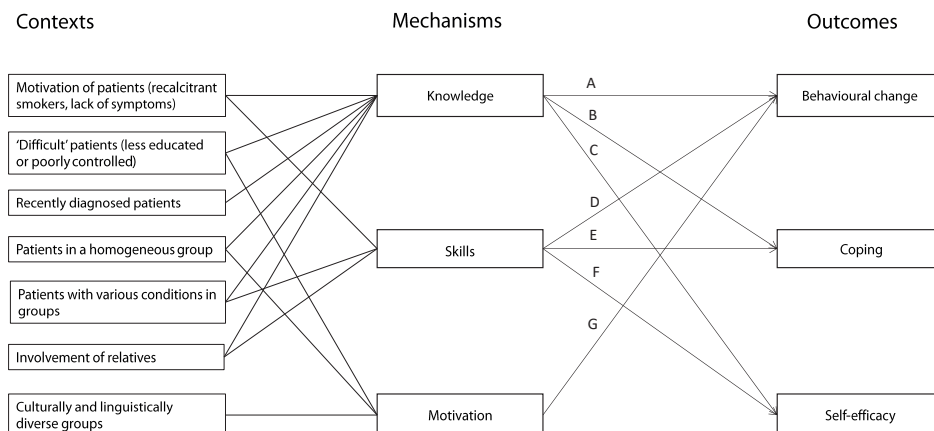 Contexts
Mechanisms
Outcomes
Motivation of patients (recalcitrant
smokers, lack of symptoms)
Knowledge
A
Behavioural change
B
'Difficult' patients (less educated
or poorly controlled)
C
Recently diagnosed patients
D
Patients in a homogeneous group
Skills
E
Coping
F
Patients with various conditions in
groups
G
Involvement of relatives
Culturally and linguistically
diverse groups
Motivation
Self-efficacy